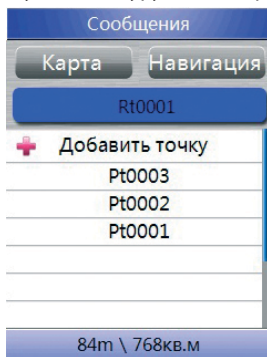 Сообщения
Карта Навигация
Rt0001
Добавить точку
Pt0003
Pt0002
Pt0001
84m \ 768кв.м